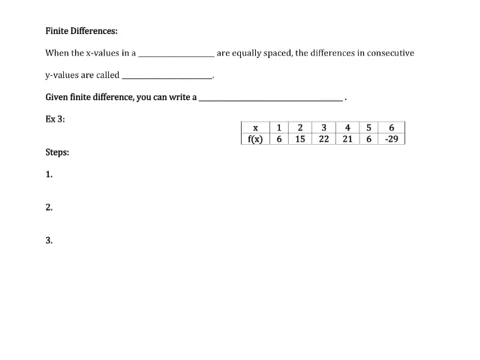 Finite Differences:
When the x-values in a ____________________ are equally spaced, the differences in consecutive
y-values are called ________________________.
Given finite difference, you can write a ______________________________________ .
Ex 3:
x 1 2 3 4 5 6
f(x) 6 15 22 21 6 -29
Steps:
1.
2.
3.